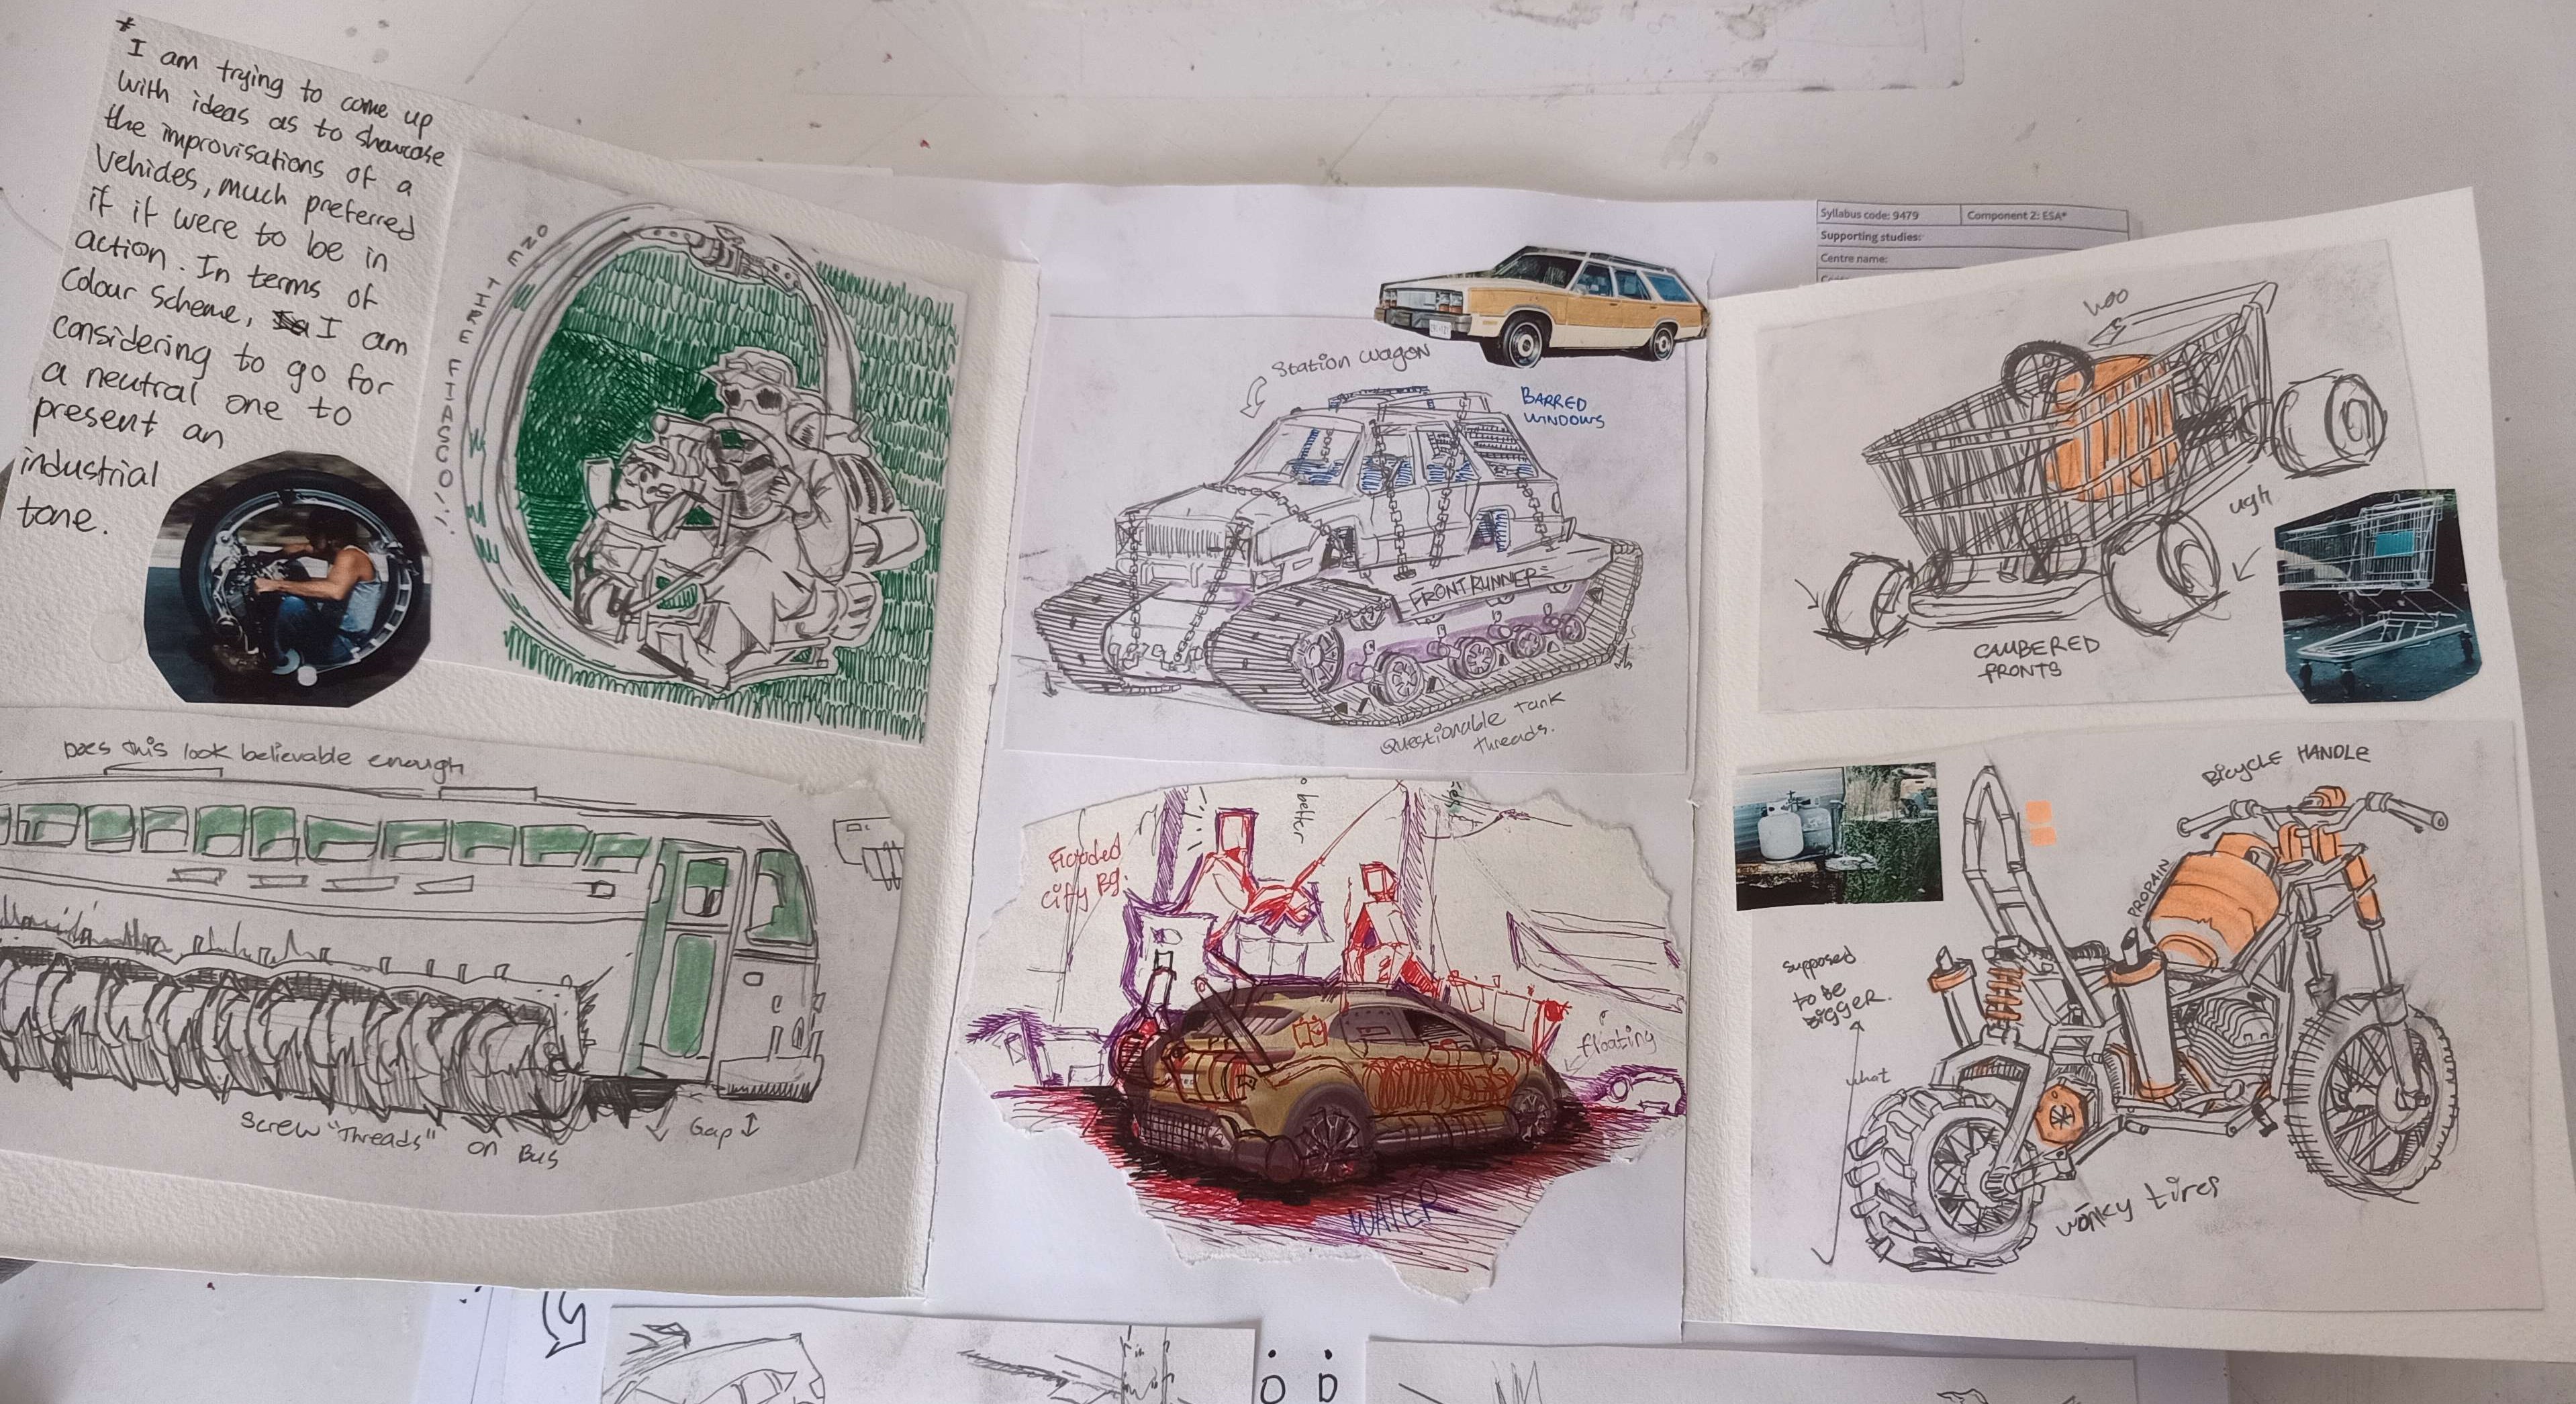 *
I am trying to come up
with ideas as to showcase
the improvisations of a
vehicles, much preferred
if it were to be in
action. In terms of
colour scheme, I am
considering to go for
a neutral one to
present an
industrial
tone.
ONE TIRE FIASCO!
Does this look believable enough
Screw "Threads" on Bus
Gap
Syllabus code: 9479
Component 2: ESA*
Supporting studies:
Centre name:
Station wagon
BARRED
WINDOWS
FRONTRUNNER
Questionable tank
threads.
Flooded
city Bg.
better
floating
WATER
woo
ugh
CAMBERED
FRONTS
Bicycle HANDLE
PROPAIN
supposed
to be
Bigger.
what
wonky tires